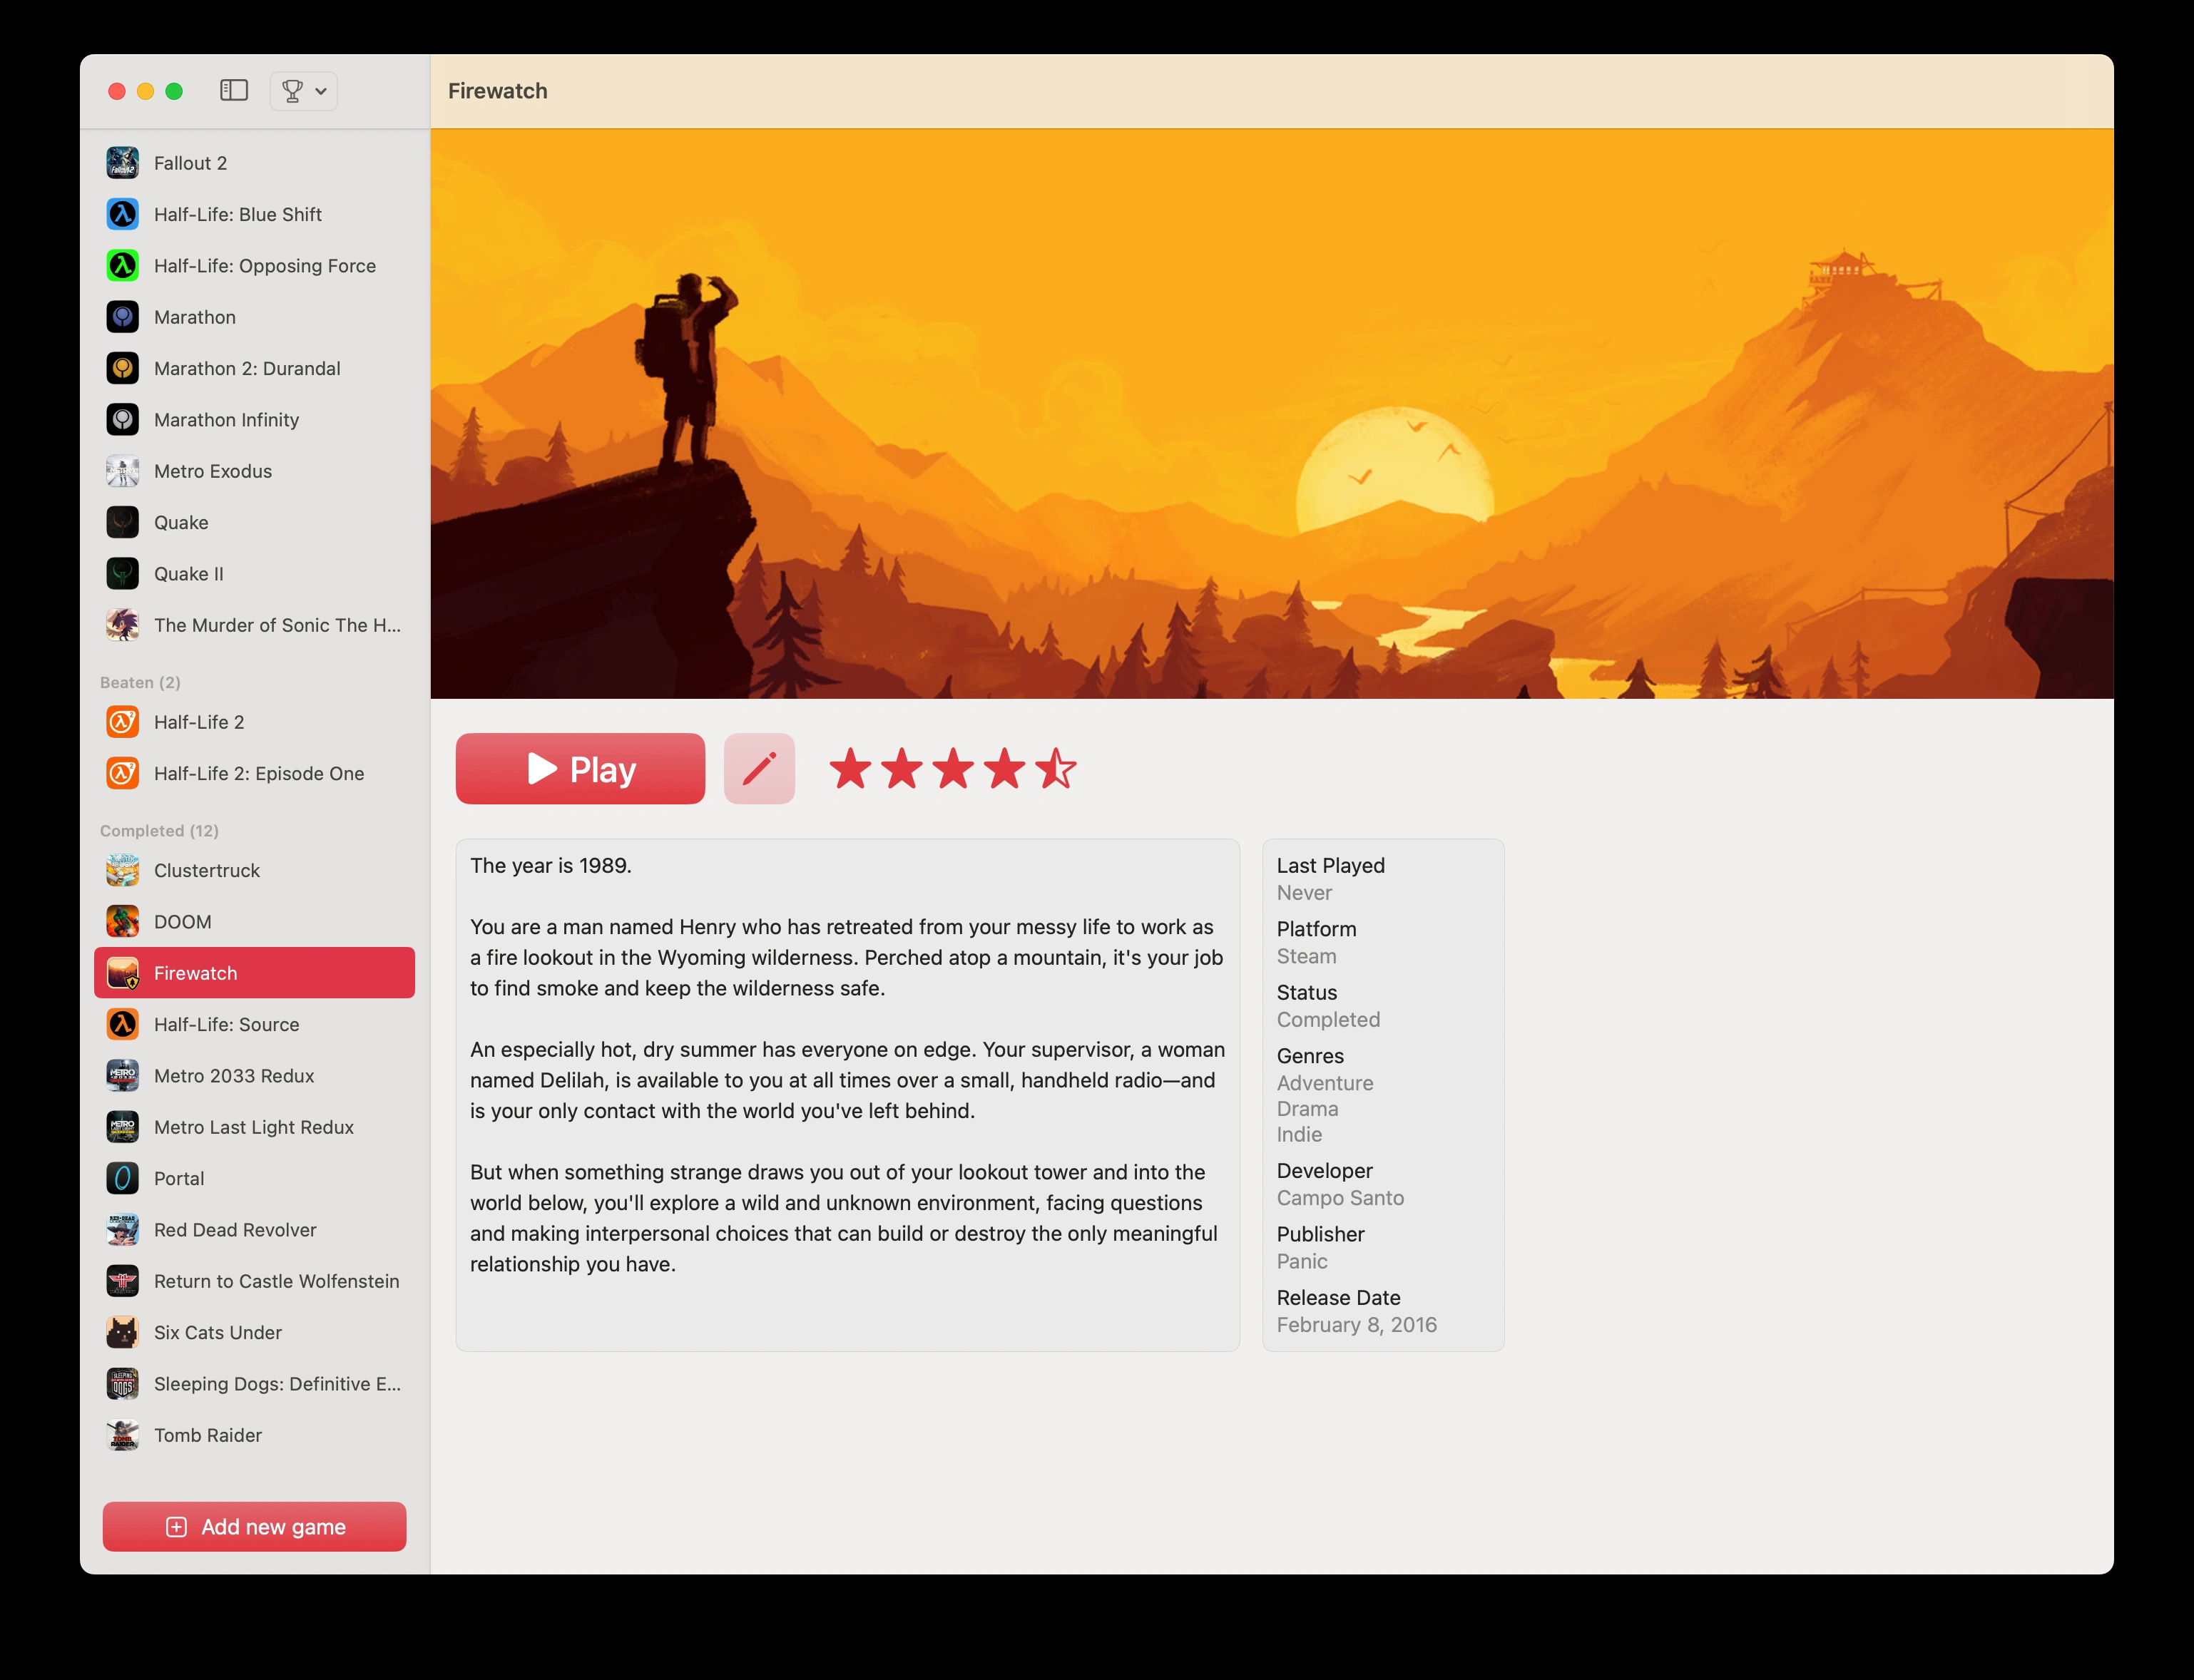 Firewatch
Fallout 2
Half-Life: Blue Shift
Half-Life: Opposing Force
Marathon
Marathon 2: Durandal
Marathon Infinity
Metro Exodus
Quake
Quake II
The Murder of Sonic The H...
Beaten (2)
Half-Life 2
Half-Life 2: Episode One
Completed (12)
Clustertruck
DOOM
Firewatch
Half-Life: Source
Metro 2033 Redux
Metro Last Light Redux
Portal
Red Dead Revolver
Return to Castle Wolfenstein
Six Cats Under
Sleeping Dogs: Definitive E...
Tomb Raider
Add new game
Play
The year is 1989.
You are a man named Henry who has retreated from your messy life to work as
a fire lookout in the Wyoming wilderness. Perched atop a mountain, it's your job
to find smoke and keep the wilderness safe.
An especially hot, dry summer has everyone on edge. Your supervisor, a woman
named Delilah, is available to you at all times over a small, handheld radio—and
is your only contact with the world you've left behind.
But when something strange draws you out of your lookout tower and into the
world below, you'll explore a wild and unknown environment, facing questions
and making interpersonal choices that can build or destroy the only meaningful
relationship you have.
Last Played
Never
Platform
Steam
Status
Completed
Genres
Adventure
Drama
Indie
Developer
Campo Santo
Publisher
Panic
Release Date
February 8, 2016